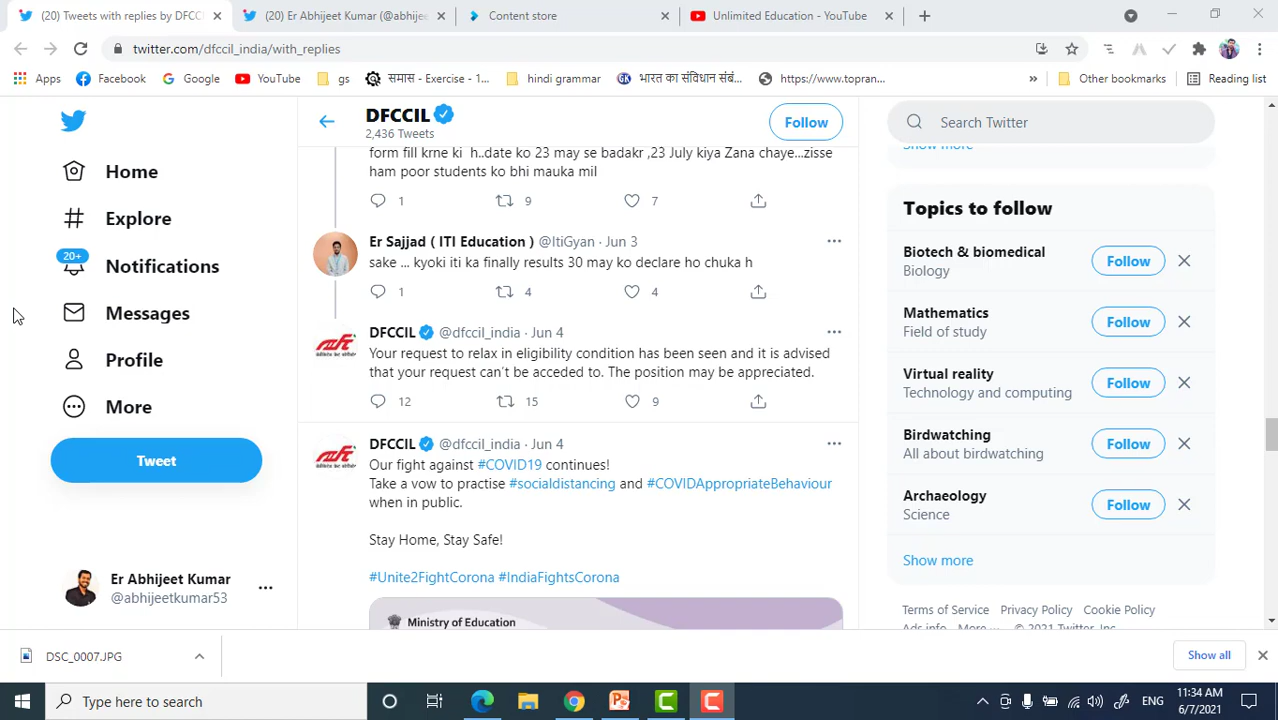 (20) Tweets with replies by DFCC
(20) Er Abhijeet Kumar (@abhije
Content store
Unlimited Education - YouTube
twitter.com/dfccil_india/with_replies
Apps
Facebook
Google
YouTube
gs
समास - Exercise - 1...
hindi grammar
GK
भारत का संविधान संबं...
https://www.topran...
»
Other bookmarks
Reading list
Home
Explore
20+
Notifications
Messages
Profile
More
Tweet
Er Abhijeet Kumar
@abhijeetkumar53
DFCCIL
2,436 Tweets
Follow
form fill krne ki h..date ko 23 may se badakr ,23 July kiya Zana chaye...zisse
ham poor students ko bhi mauka mil
1 9 7
Er Sajjad ( ITI Education ) @ItiGyan · Jun 3
sake ... kyoki iti ka finally results 30 may ko declare ho chuka h
1 4 4
DFCCIL @dfccil_india · Jun 4
Your request to relax in eligibility condition has been seen and it is advised
that your request can't be acceded to. The position may be appreciated.
12 15 9
DFCCIL @dfccil_india · Jun 4
Our fight against #COVID19 continues!
Take a vow to practise #socialdistancing and #COVIDAppropriateBehaviour
when in public.
Stay Home, Stay Safe!
#Unite2FightCorona #IndiaFightsCorona
Ministry of Education
Search Twitter
Show more
Topics to follow
Biotech & biomedical
Biology
Follow
Mathematics
Field of study
Follow
Virtual reality
Technology and computing
Follow
Birdwatching
All about birdwatching
Follow
Archaeology
Science
Follow
Show more
Terms of Service Privacy Policy Cookie Policy
Ads info More ... © 2021 Twitter, Inc.
DSC_0007.JPG
Show all
Type here to search
ENG
11:34 AM
6/7/2021